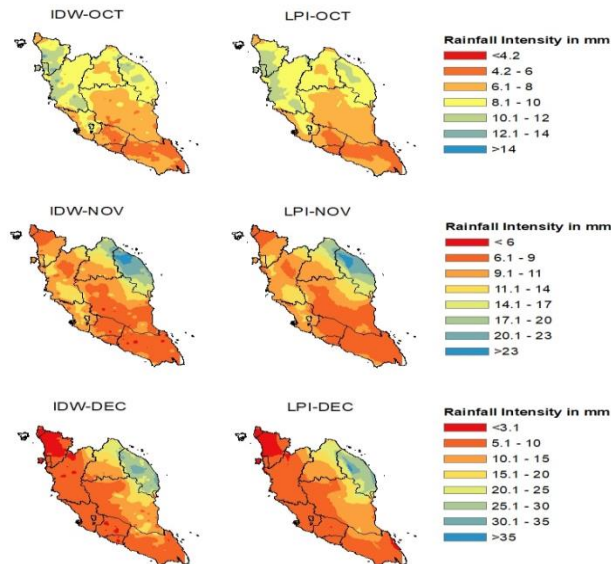 IDW-OCT
LPI-OCT
Rainfall Intensity in mm
<4.2
4.2 - 6
6.1 - 8
8.1 - 10
10.1 - 12
12.1 - 14
>14
IDW-NOV
LPI-NOV
Rainfall Intensity in mm
< 6
6.1 - 9
9.1 - 11
11.1 - 14
14.1 - 17
17.1 - 20
20.1 - 23
>23
IDW-DEC
LPI-DEC
Rainfall Intensity in mm
<3.1
5.1 - 10
10.1 - 15
15.1 - 20
20.1 - 25
25.1 - 30
30.1 - 35
>35